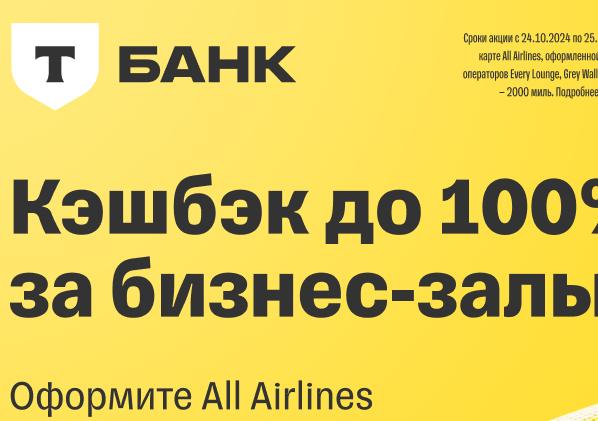 Т БАНК
Сроки акции с 24.10.2024 по 25.
карте All Airlines, оформленной
операторов Every Lounge, Grey Wall
– 2000 миль. Подробнее
Кэшбэк до 100%
за бизнес-залы
Оформите All Airlines